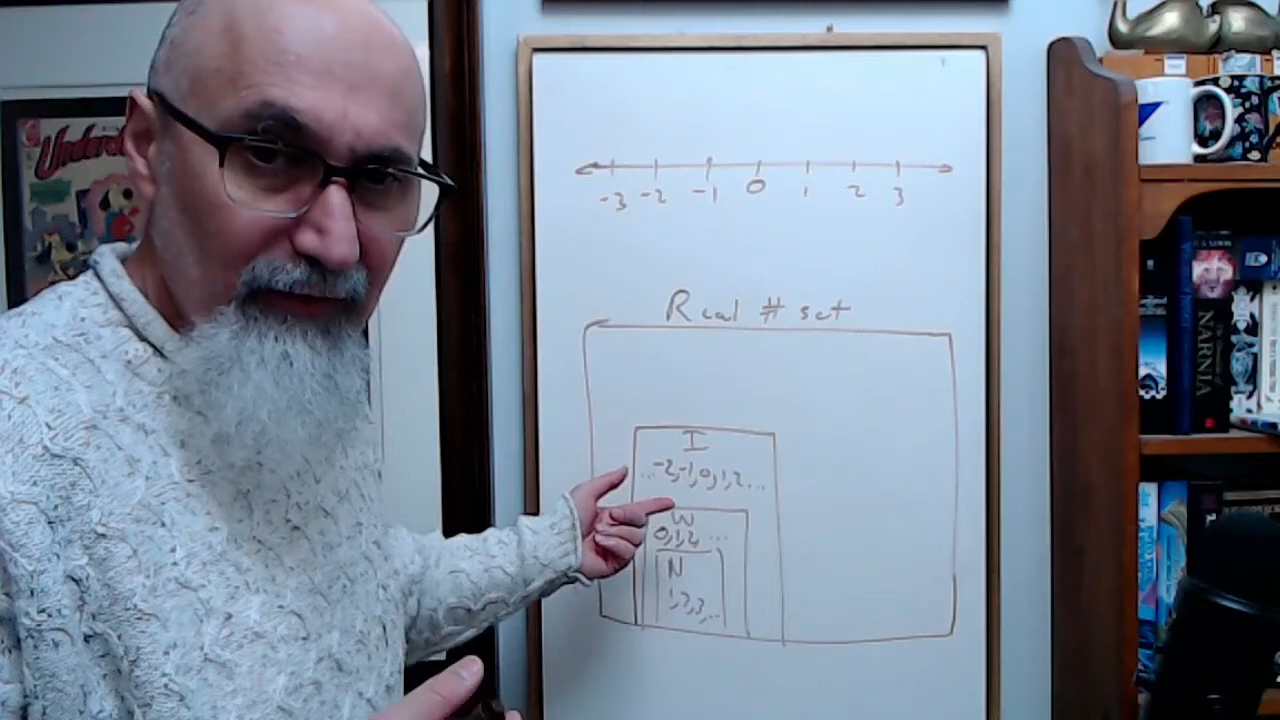 Underd
-3 -2 -1 0 1 2 3
Real # set
I
...-2,-1,0,1,2...
W
0,1,2, ...
N
1,2,3,...
NARNIA